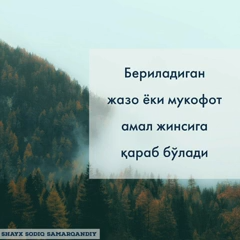 Бериладиган
жазо ёки мукофот
амал жинсига
қараб бўлади
SHAYX SODIQ SAMARQANDIY